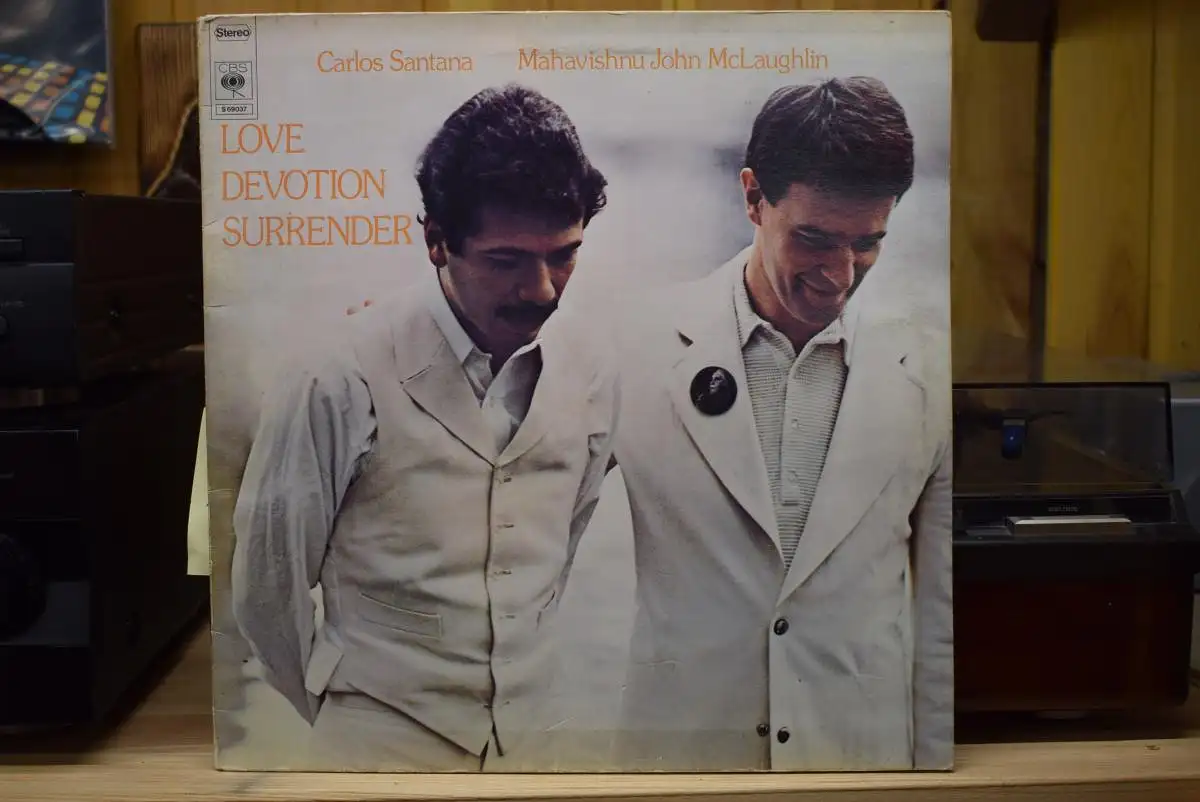 Stereo
Carlos Santana Mahavishnu John McLaughlin
CBS
S 69037
LOVE
DEVOTION
SURRENDER